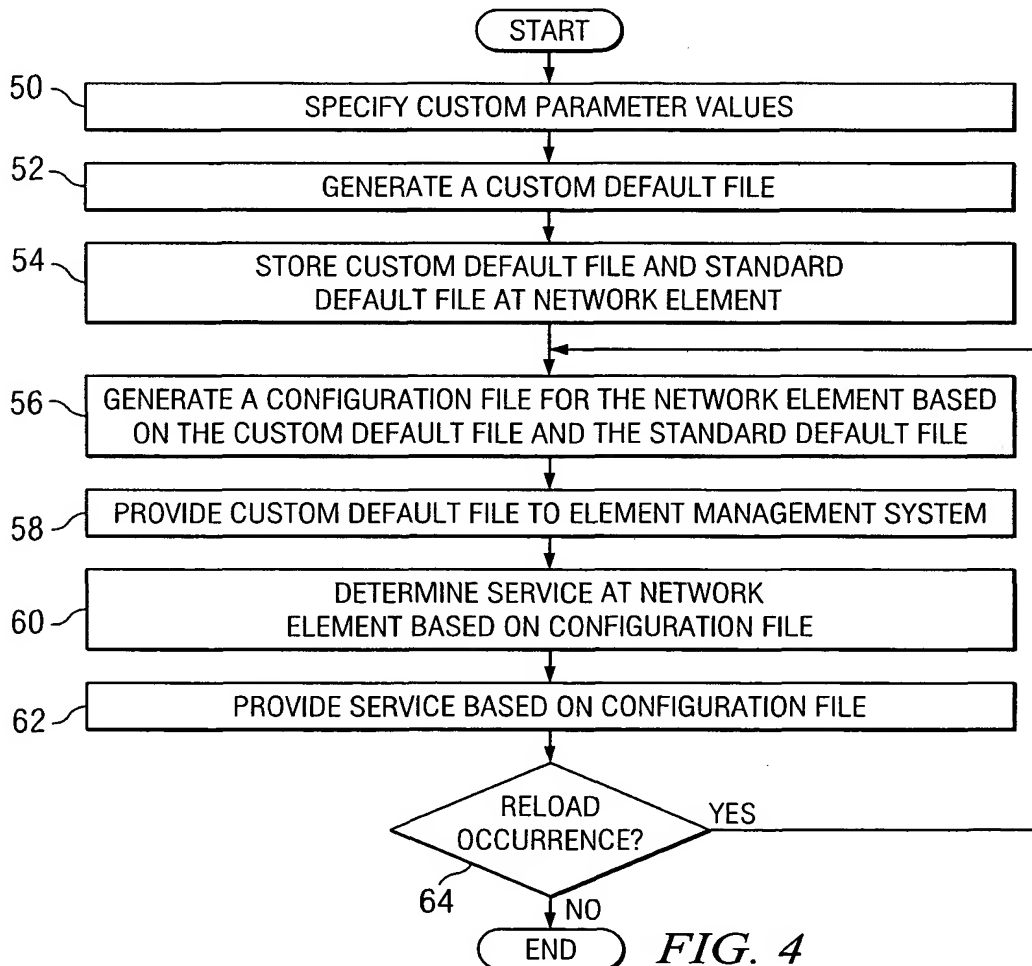 START
50
SPECIFY CUSTOM PARAMETER VALUES
52
GENERATE A CUSTOM DEFAULT FILE
54
STORE CUSTOM DEFAULT FILE AND STANDARD
DEFAULT FILE AT NETWORK ELEMENT
56
GENERATE A CONFIGURATION FILE FOR THE NETWORK ELEMENT BASED
ON THE CUSTOM DEFAULT FILE AND THE STANDARD DEFAULT FILE
58
PROVIDE CUSTOM DEFAULT FILE TO ELEMENT MANAGEMENT SYSTEM
60
DETERMINE SERVICE AT NETWORK
ELEMENT BASED ON CONFIGURATION FILE
62
PROVIDE SERVICE BASED ON CONFIGURATION FILE
RELOAD
OCCURRENCE?
YES
64
NO
END
FIG. 4